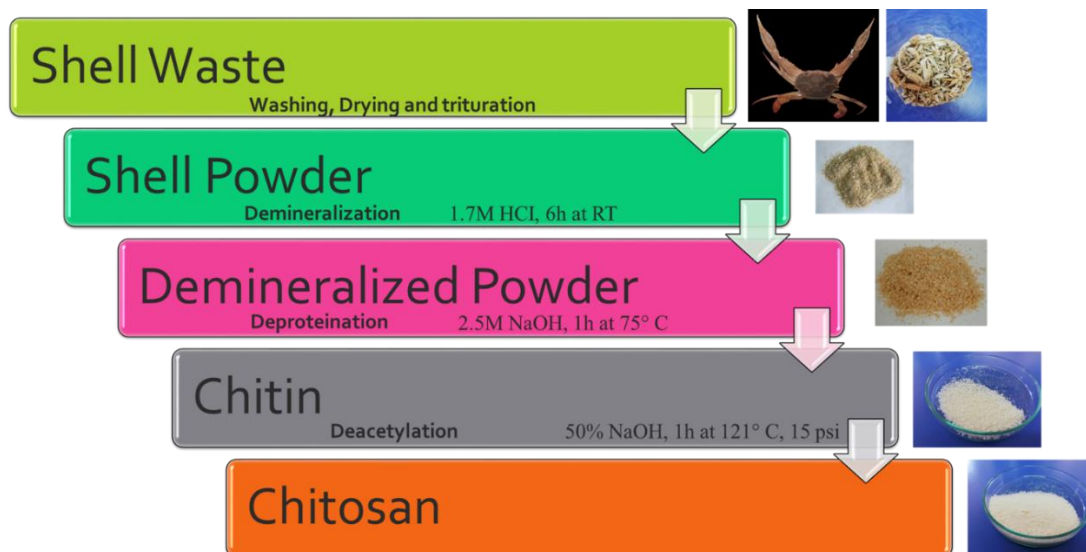 Shell Waste
Washing, Drying and trituration
Shell Powder
Demineralization 1.7M HCI, 6h at RT
Demineralized Powder
Deproteination 2.5M NaOH, 1h at 75° C
Chitin
Deacetylation 50% NaOH, 1h at 121° C, 15 psi
Chitosan